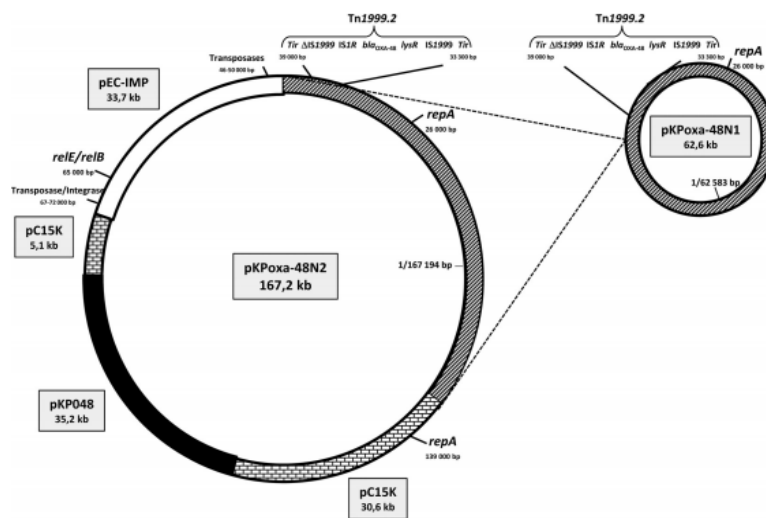 Tn1999.2
Tir ΔIS1999 IS1R blaOXA-48 lysR IS1999 Tir
39 000 bp
33 300 bp
Transposases
46-50 000 bp
pEC-IMP
33,7 kb
repA
26 000 bp
relE/relB
65 000 bp
Transposase/Integrase
67-72 000 bp
pC15K
5,1 kb
pKPoxa-48N2
167,2 kb
1/167 194 bp
pKP048
35,2 kb
repA
139 000 bp
pC15K
30,6 kb
Tn1999.2
Tir ΔIS1999 IS1R blaOXA-48 lysR IS1999 Tir
39 000 bp
33 300 bp
repA
26 000 bp
pKPoxa-48N1
62,6 kb
1/62 583 bp